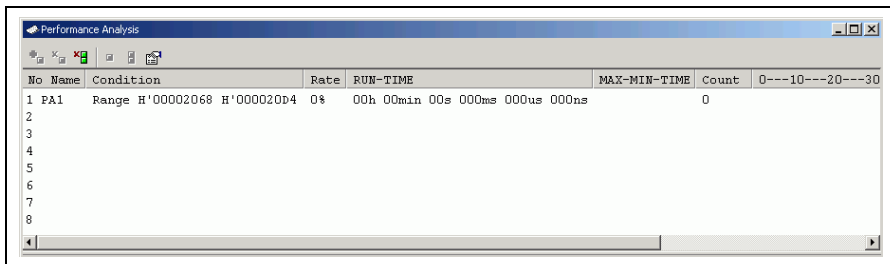 Performance Analysis
No Name Condition Rate RUN-TIME MAX-MIN-TIME Count 0---10---20---30
1 PA1 Range H'00002068 H'000020D4 0% 00h 00min 00s 000ms 000us 000ns 0
2
3
4
5
6
7
8